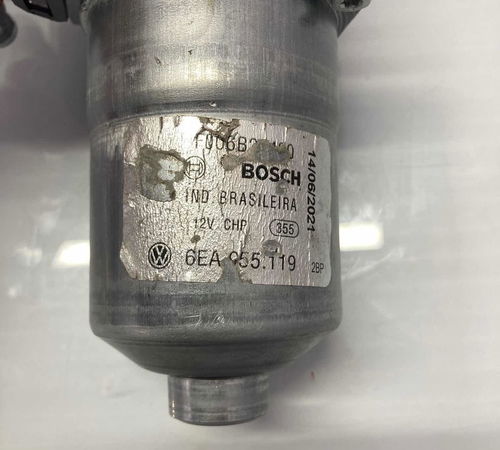 BOSCH
IND. BRASILEIRA
12V CHP 355
6EA 955.119 2BP
14/06/2021